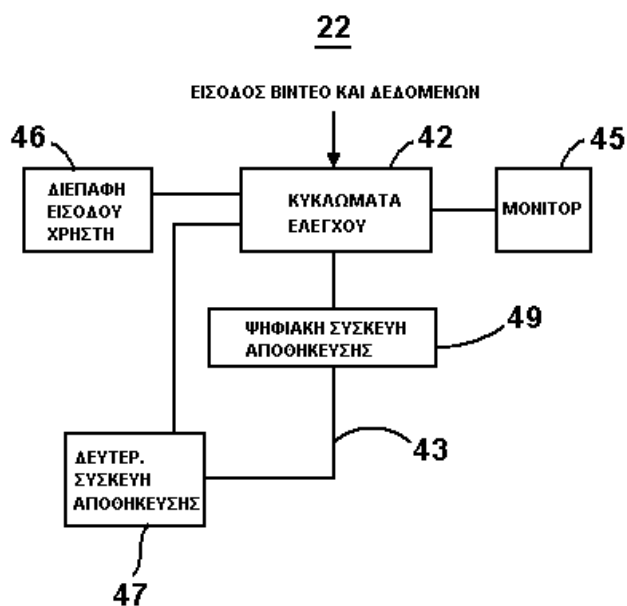 22
ΕΙΣΟΔΟΣ ΒΙΝΤΕΟ ΚΑΙ ΔΕΔΟΜΕΝΩΝ
46
42
45
ΔΙΕΠΑΦΗ
ΕΙΣΟΔΟΥ
ΧΡΗΣΤΗ
ΚΥΚΛΩΜΑΤΑ
ΕΛΕΓΧΟΥ
ΜΟΝΙΤΟΡ
ΨΗΦΙΑΚΗ ΣΥΣΚΕΥΗ
ΑΠΟΘΗΚΕΥΣΗΣ
49
43
ΔΕΥΤΕΡ.
ΣΥΣΚΕΥΗ
ΑΠΟΘΗΚΕΥΣΗΣ
47